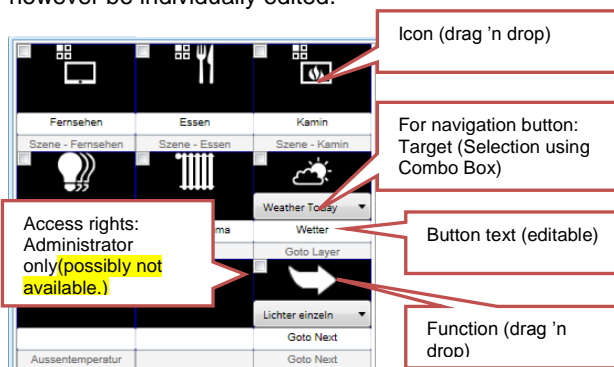 however be individually edited.
Icon (drag 'n drop)
Fernsehen
Essen
Kamin
Szene - Fernsehen
Szene - Essen
Szene - Kamin
For navigation button:
Target (Selection using
Combo Box)
Weather Today
Wetter
Goto Layer
Button text (editable)
Access rights:
Administrator
only(possibly not
available.)
Lichter einzeln
Goto Next
Aussentemperatur
Goto Next
Function (drag 'n
drop)